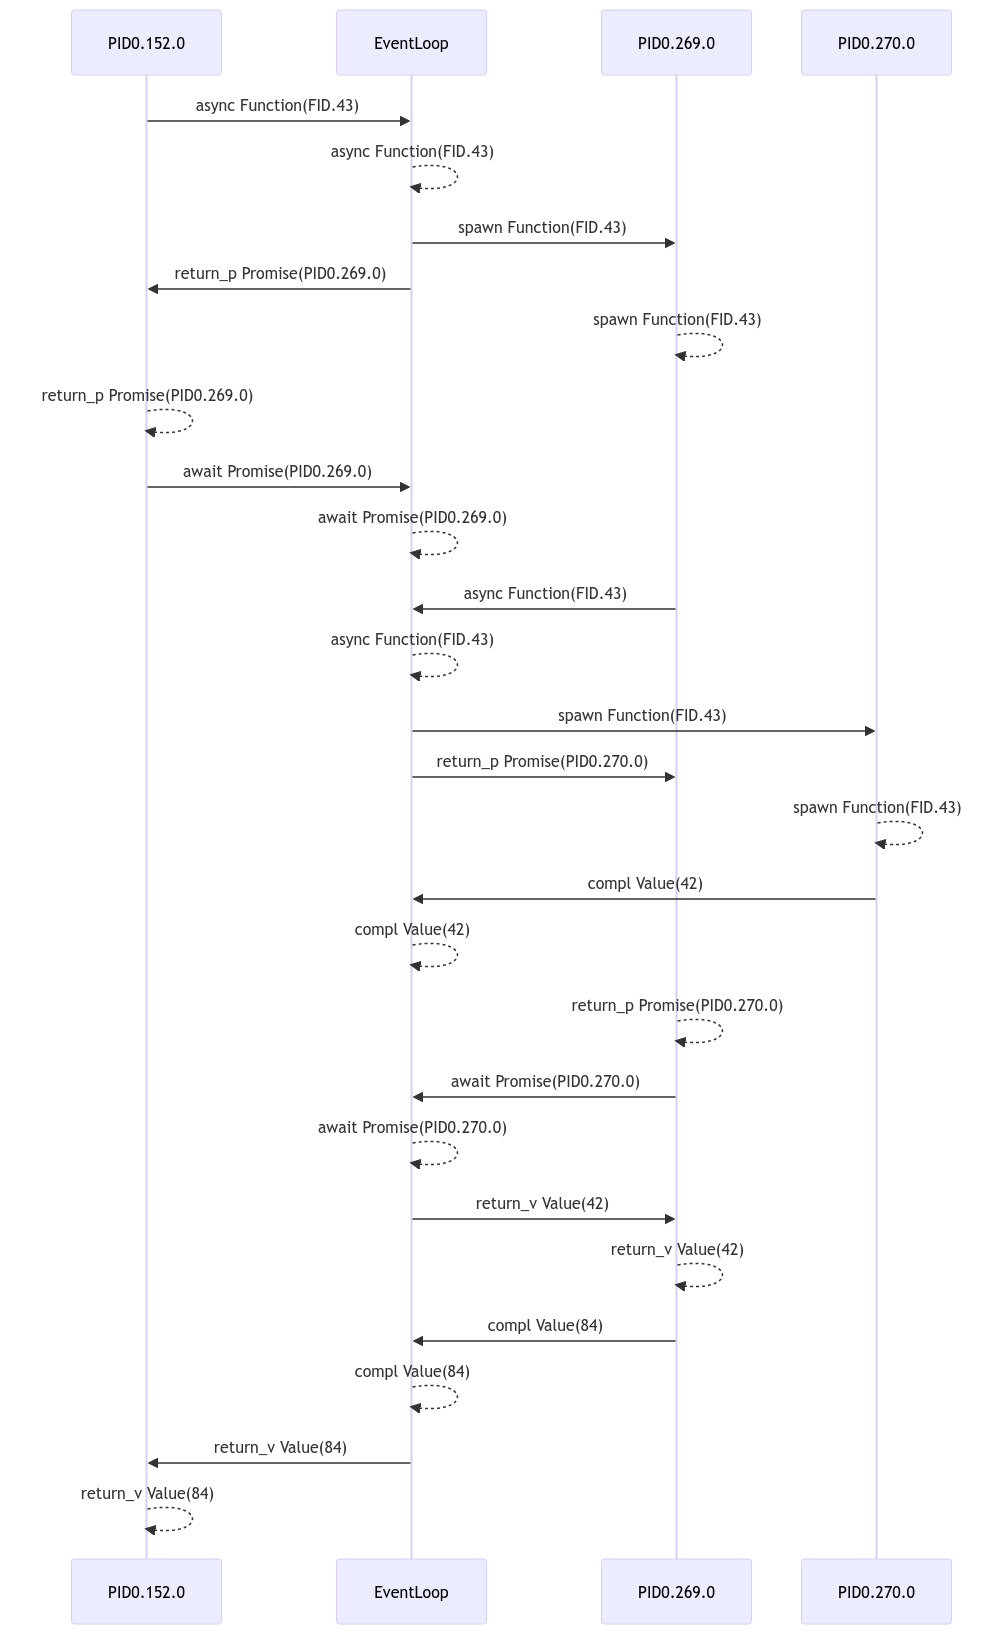 PID0.152.0
EventLoop
PID0.269.0
PID0.270.0
async Function(FID.43)
async Function(FID.43)
spawn Function(FID.43)
return_p Promise(PID0.269.0)
spawn Function(FID.43)
return_p Promise(PID0.269.0)
await Promise(PID0.269.0)
await Promise(PID0.269.0)
async Function(FID.43)
async Function(FID.43)
spawn Function(FID.43)
return_p Promise(PID0.270.0)
spawn Function(FID.43)
compl Value(42)
compl Value(42)
return_p Promise(PID0.270.0)
await Promise(PID0.270.0)
await Promise(PID0.270.0)
return_v Value(42)
return_v Value(42)
compl Value(84)
compl Value(84)
return_v Value(84)
return_v Value(84)
PID0.152.0
EventLoop
PID0.269.0
PID0.270.0